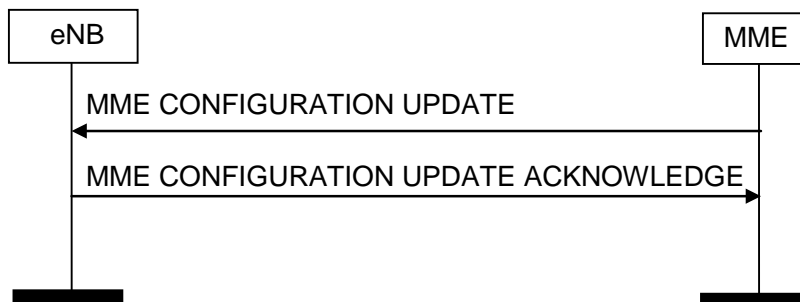 eNB
MME
MME CONFIGURATION UPDATE
MME CONFIGURATION UPDATE ACKNOWLEDGE